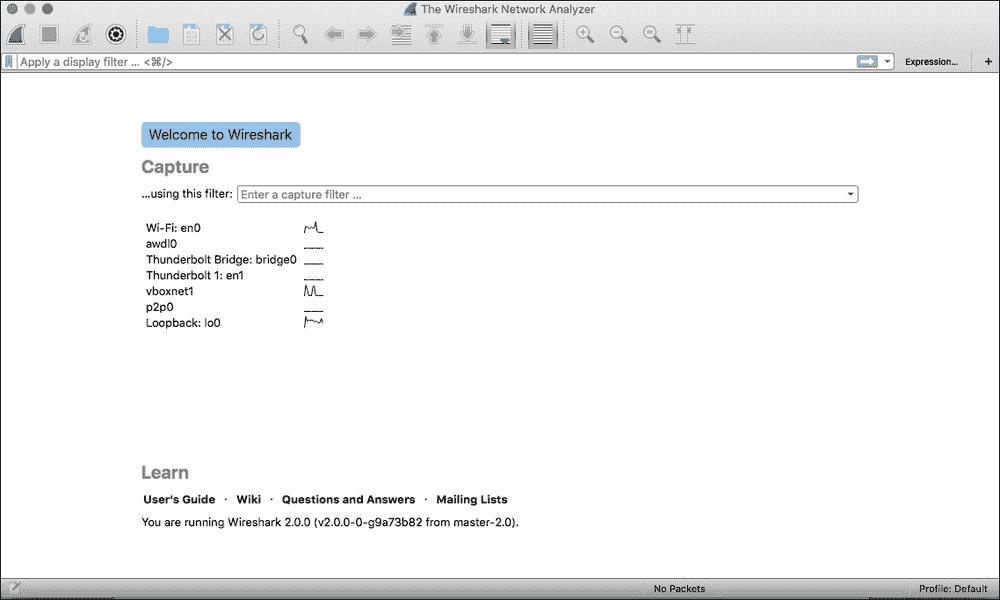 The Wireshark Network Analyzer
Apply a display filter ... <⌘/>
Expression... +
Welcome to Wireshark
Capture
...using this filter: Enter a capture filter ...
Wi-Fi: en0
awdl0
Thunderbolt Bridge: bridge0
Thunderbolt 1: en1
vboxnet1
p2p0
Loopback: lo0
Learn
User's Guide · Wiki · Questions and Answers · Mailing Lists
You are running Wireshark 2.0.0 (v2.0.0-0-g9a73b82 from master-2.0).
No Packets Profile: Default